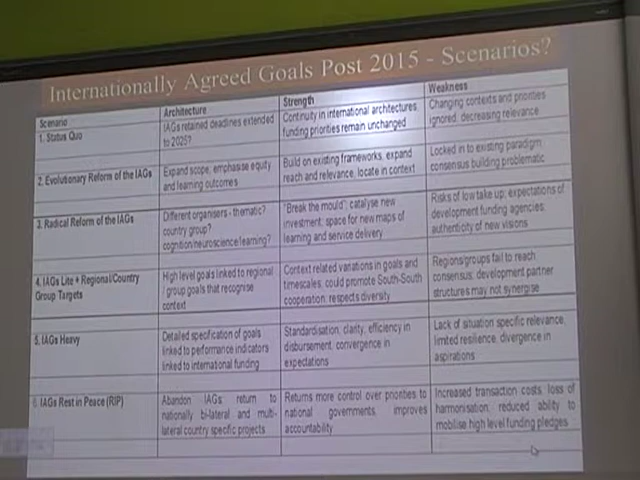 Internationally Agreed Goals Post 2015 - Scenarios?
Scenario
Architecture
Strength
Weakness
1. Status Quo
IAGs retained deadlines extended
to 2025?
Continuity in international architectures,
funding priorities remain unchanged
Changing contexts and priorities
ignored, decreasing relevance
2. Evolutionary Reform of the IAGs
Expand scope, emphasise equity
and learning outcomes
Build on existing frameworks, expand
reach and relevance, locate in context
Locked in to existing paradigm,
consensus building problematic
3. Radical Reform of the IAGs
Different organisers - thematic?
country group?
cognition/neuroscience/learning?
"Break the mould"; catalyse new
investment; space for new maps of
learning and service delivery
Risks of low take up; expectations of
development funding agencies;
authenticity of new visions
4. IAGs Lite + Regional/Country
Group Targets
High level goals linked to regional
/ group goals that recognise
context
Context related variations in goals and
timescales; could promote South-South
cooperation, respects diversity
Regions/groups fail to reach
consensus; development partner
structures may not synergise
5. IAGs Heavy
Detailed specification of goals
linked to performance indicators
linked to international funding
Standardisation, clarity, efficiency in
disbursement, convergence in
expectations
Lack of situation specific relevance,
limited resilience, divergence in
aspirations
6. IAGs Rest in Peace (RIP)
Abandon IAGs; return to
nationally bi-lateral and multi-
lateral country specific projects
Returns more control over priorities to
national governments, improves
accountability
Increased transaction costs, loss of
harmonisation, reduced ability to
mobilise high level funding pledges